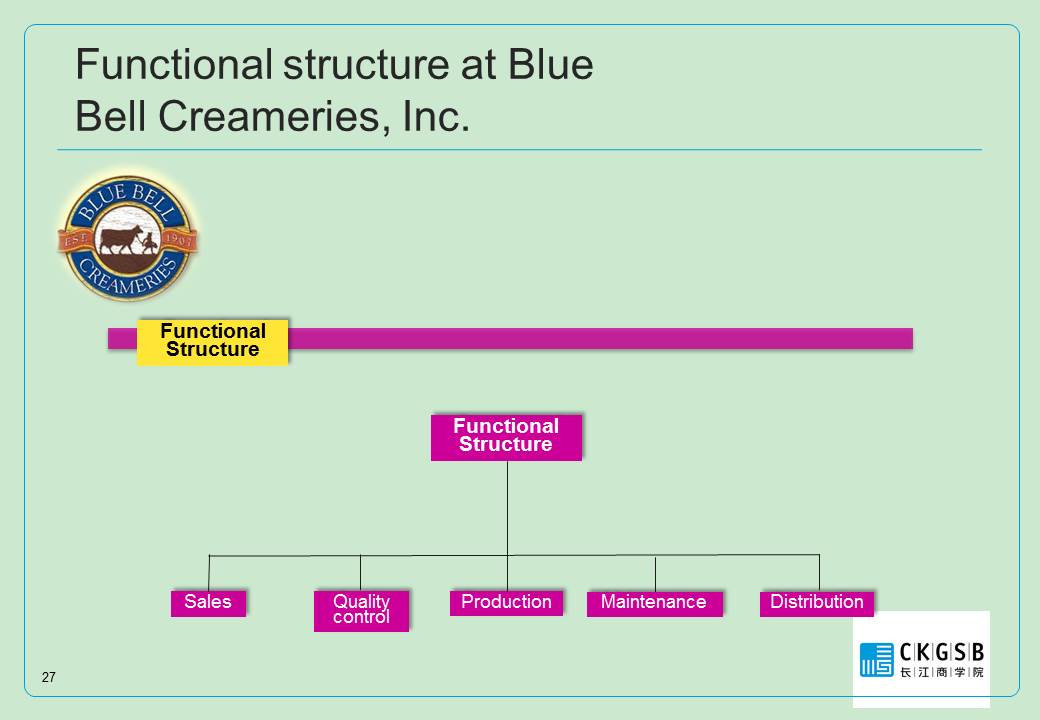 Functional structure at Blue
Bell Creameries, Inc.
BLUE BELL
EST. 1907
CREAMERIES
Functional
Structure
Functional
Structure
Sales
Quality
control
Production
Maintenance
Distribution
CKGSB
长江商学院
27